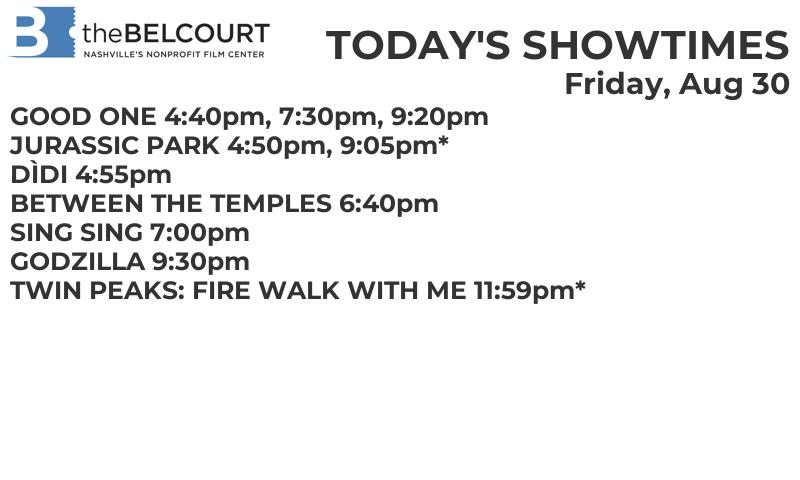 B theBELCOURT
NASHVILLE'S NONPROFIT FILM CENTER
TODAY'S SHOWTIMES
Friday, Aug 30
GOOD ONE 4:40pm, 7:30pm, 9:20pm
JURASSIC PARK 4:50pm, 9:05pm*
DÌDI 4:55pm
BETWEEN THE TEMPLES 6:40pm
SING SING 7:00pm
GODZILLA 9:30pm
TWIN PEAKS: FIRE WALK WITH ME 11:59pm*